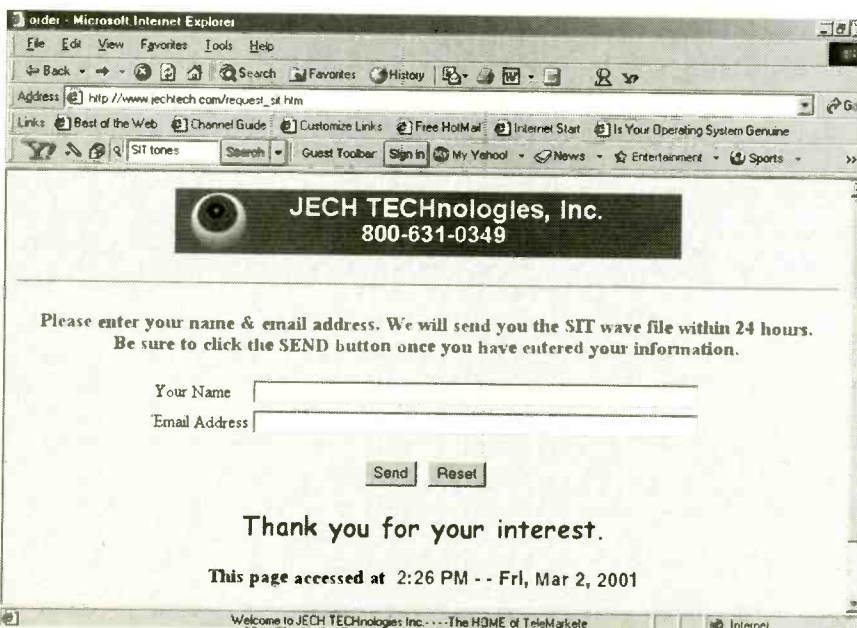 order - Microsoft Internet Explorer
File Edit View Favorites Tools Help
Back Search Favorites History
Address http://www.jechtech.com/request_sit.htm Go
Links Best of the Web Channel Guide Customize Links Free HotMail Internet Start Is Your Operating System Genuine
Y7 SIT tones Search Guest Toolbar Sign in My Yahoo! News Entertainment Sports »
JECH TECHnologies, Inc.
800-631-0349
Please enter your name & email address. We will send you the SIT wave file within 24 hours.
Be sure to click the SEND button once you have entered your information.
Your Name
Email Address
Send Reset
Thank you for your interest.
This page accessed at 2:26 PM - - Fri, Mar 2, 2001
Welcome to JECH TECHnologies Inc.----The HOME of TeleMarkete Internet